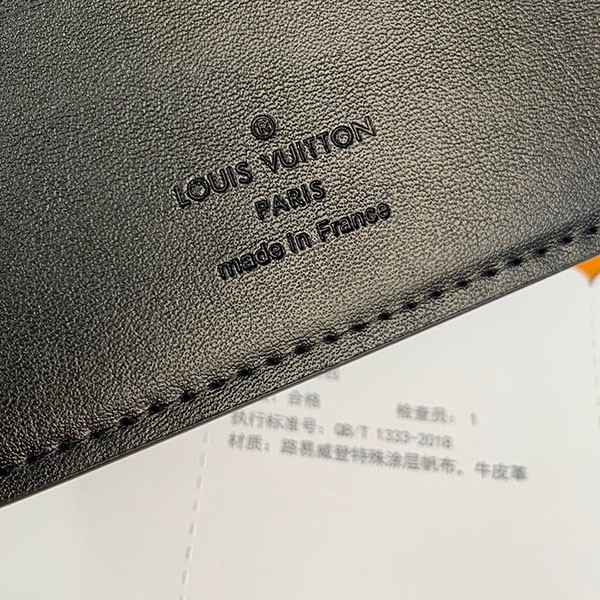 ®
LOUIS VUITTON
PARIS
made in France
合格 检查员: 1
执行标准号: QB/T 1333-2018
材质: 路易威登特殊涂层帆布, 牛皮革